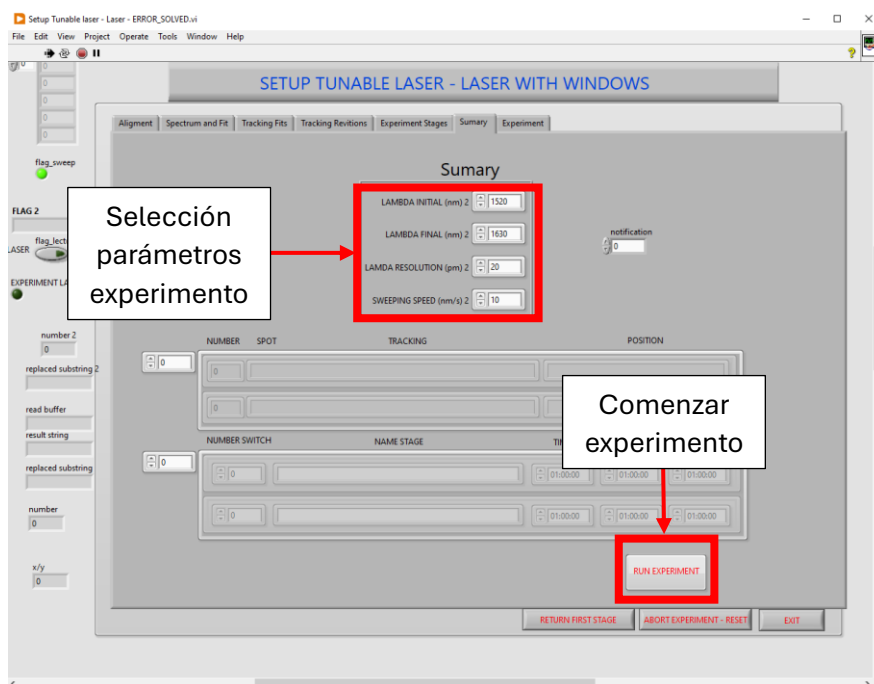 Setup Tunable laser - Laser - ERROR_SOLVED.vi
File Edit View Project Operate Tools Window Help
SETUP TUNABLE LASER - LASER WITH WINDOWS
Aligment Spectrum and Fit Tracking Fits Tracking Revitions Experiment Stages Sumary Experiment
0
0
0
0
0
0
flag_sweep
FLAG 2
LASER
EXPERIMENT
number 2
0
replaced substring 2
read buffer
result string
replaced substring
number
0
x/y
0
Sumary
LAMBDA INITIAL (nm) 2 1520
LAMBDA FINAL (nm) 2 1630
LAMDA RESOLUTION (pm) 2 20
SWEEPING SPEED (nm/s) 2 10
notification
0
Selección
parámetros
experimento
NUMBER SPOT TRACKING POSITION
0
0
0
Comenzar
experimento
NUMBER SWITCH NAME STAGE
0
0 01:00:00 01:00:00 01:00:00
0 01:00:00 01:00:00 01:00:00
RUN EXPERIMENT
RETURN FIRST STAGE ABORT EXPERIMENT - RESET EXIT